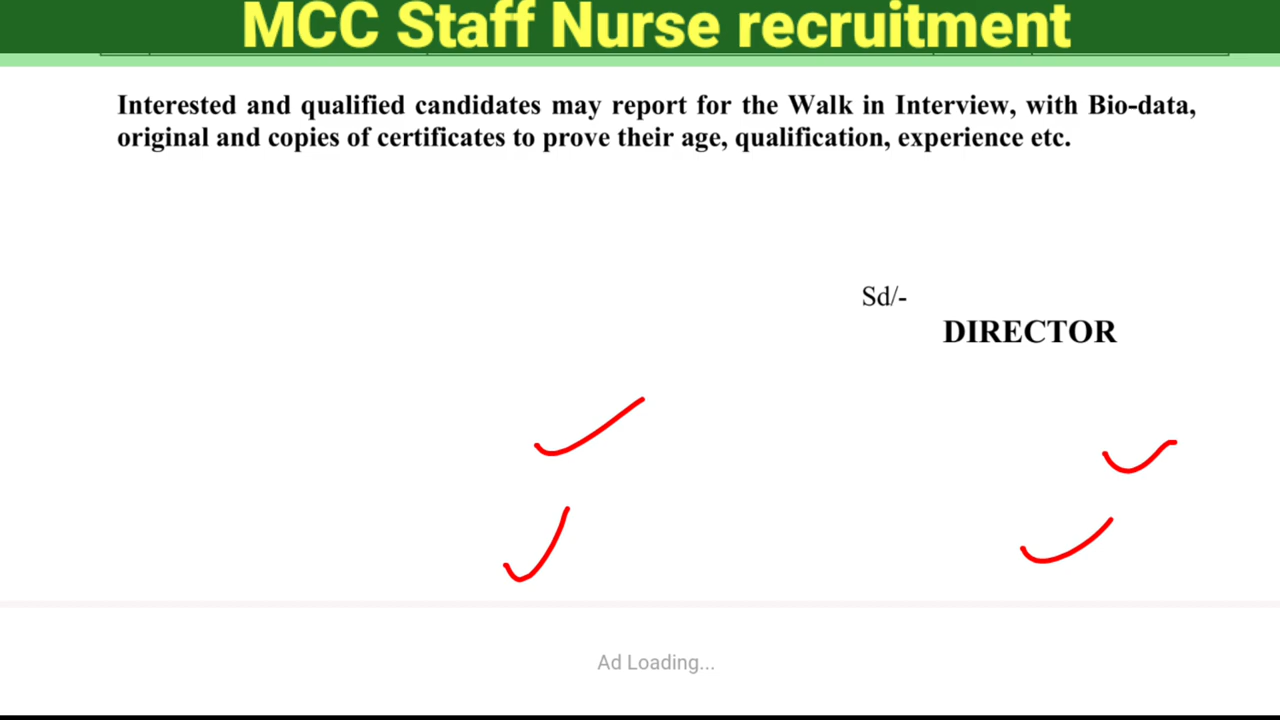 MCC Staff Nurse recruitment
Interested and qualified candidates may report for the Walk in Interview, with Bio-data,
original and copies of certificates to prove their age, qualification, experience etc.
Sd/-
DIRECTOR
Ad Loading...